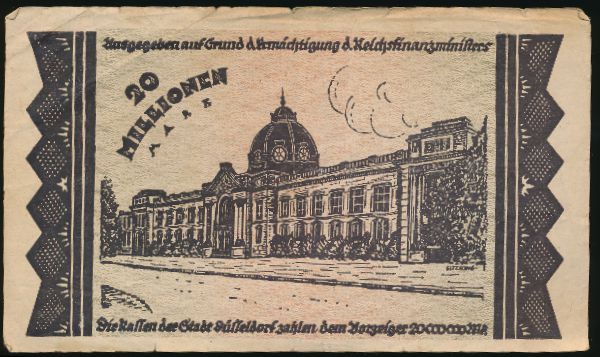 Ausgegeben auf Grund d. Ermächtigung d. Reichsfinanzministers
20
MILLIONEN
MARK
Die Kassen der Stadt Düsseldorf zahlen dem Vorzeiger 20000000 Mk